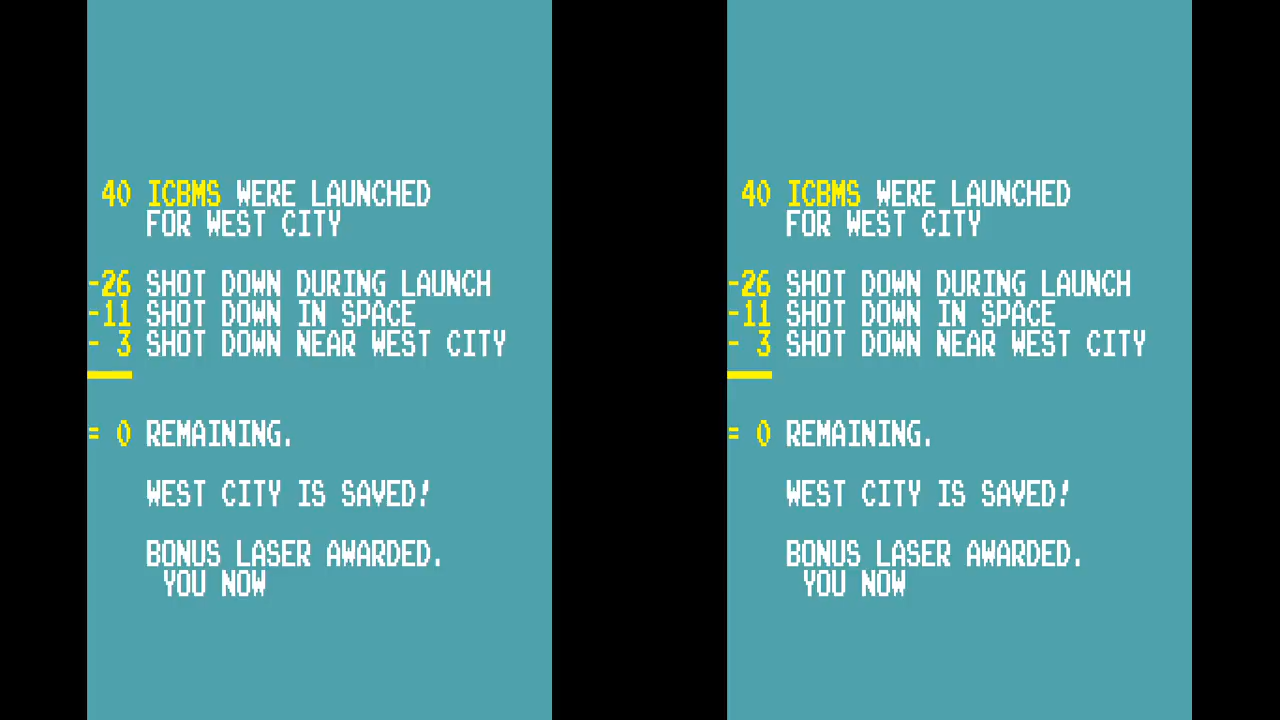 40 ICBMS WERE LAUNCHED
FOR WEST CITY
-26 SHOT DOWN DURING LAUNCH
-11 SHOT DOWN IN SPACE
- 3 SHOT DOWN NEAR WEST CITY
= 0 REMAINING.
WEST CITY IS SAVED!
BONUS LASER AWARDED.
YOU NOW
40 ICBMS WERE LAUNCHED
FOR WEST CITY
-26 SHOT DOWN DURING LAUNCH
-11 SHOT DOWN IN SPACE
- 3 SHOT DOWN NEAR WEST CITY
= 0 REMAINING.
WEST CITY IS SAVED!
BONUS LASER AWARDED.
YOU NOW